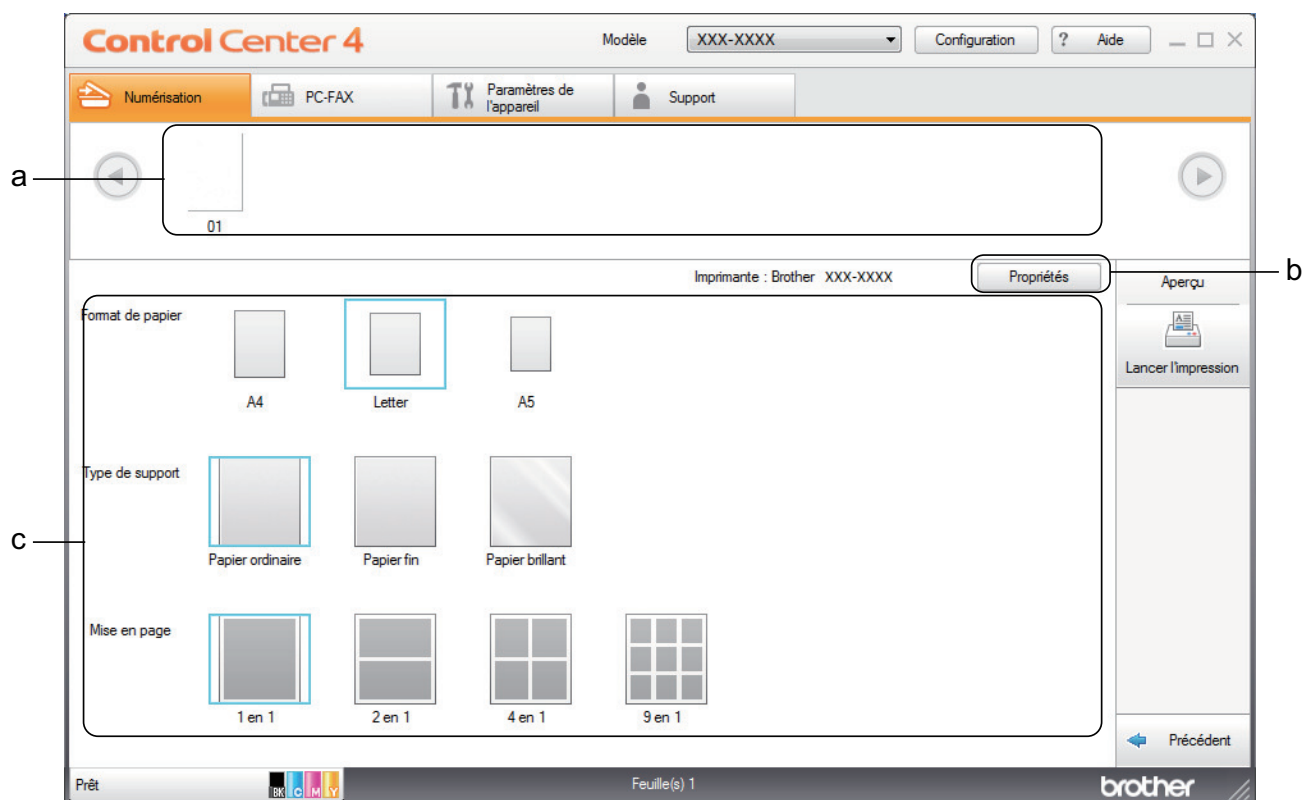 Control Center 4 Modèle XXX-XXXX Configuration ? Aide
Numérisation PC-FAX Paramètres de l'appareil Support
a
01
Imprimante : Brother XXX-XXXX Propriétés b
Aperçu
Format de papier
Lancer l'impression
A4 Letter A5
Type de support
c
Papier ordinaire Papier fin Papier brillant
Mise en page
1 en 1 2 en 1 4 en 1 9 en 1
Précédent
Prêt BK C M Y Feuille(s) 1 brother